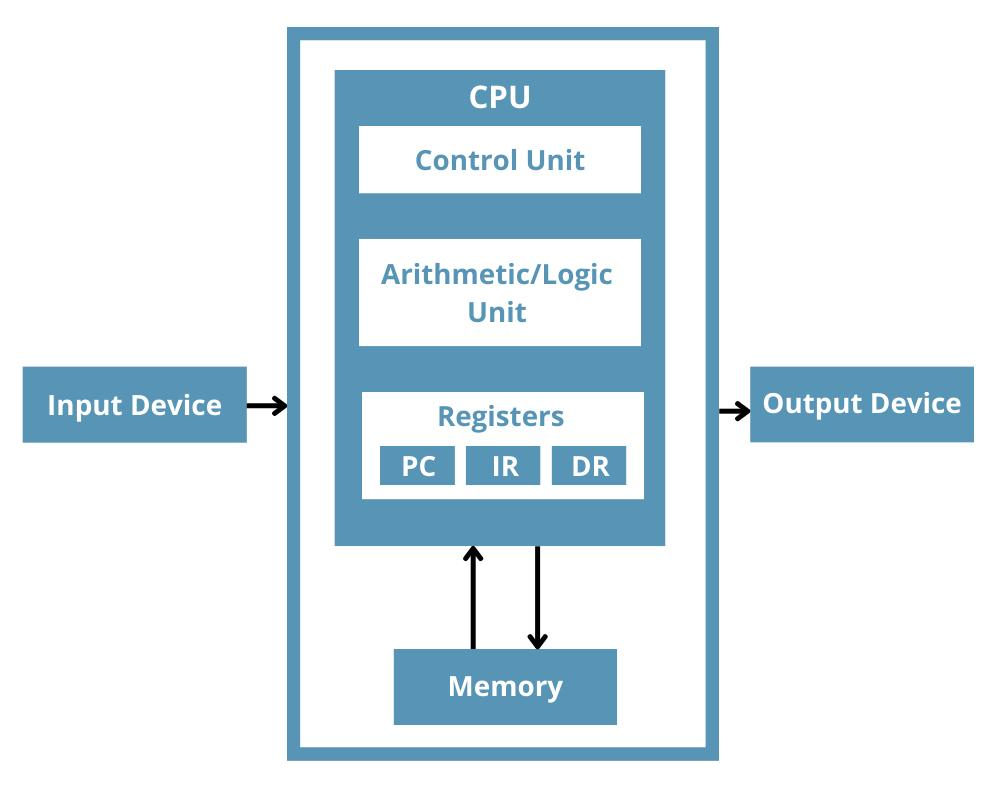 CPU
Control Unit
Arithmetic/Logic
Unit
Input Device
Output Device
Registers
PC
IR
DR
Memory